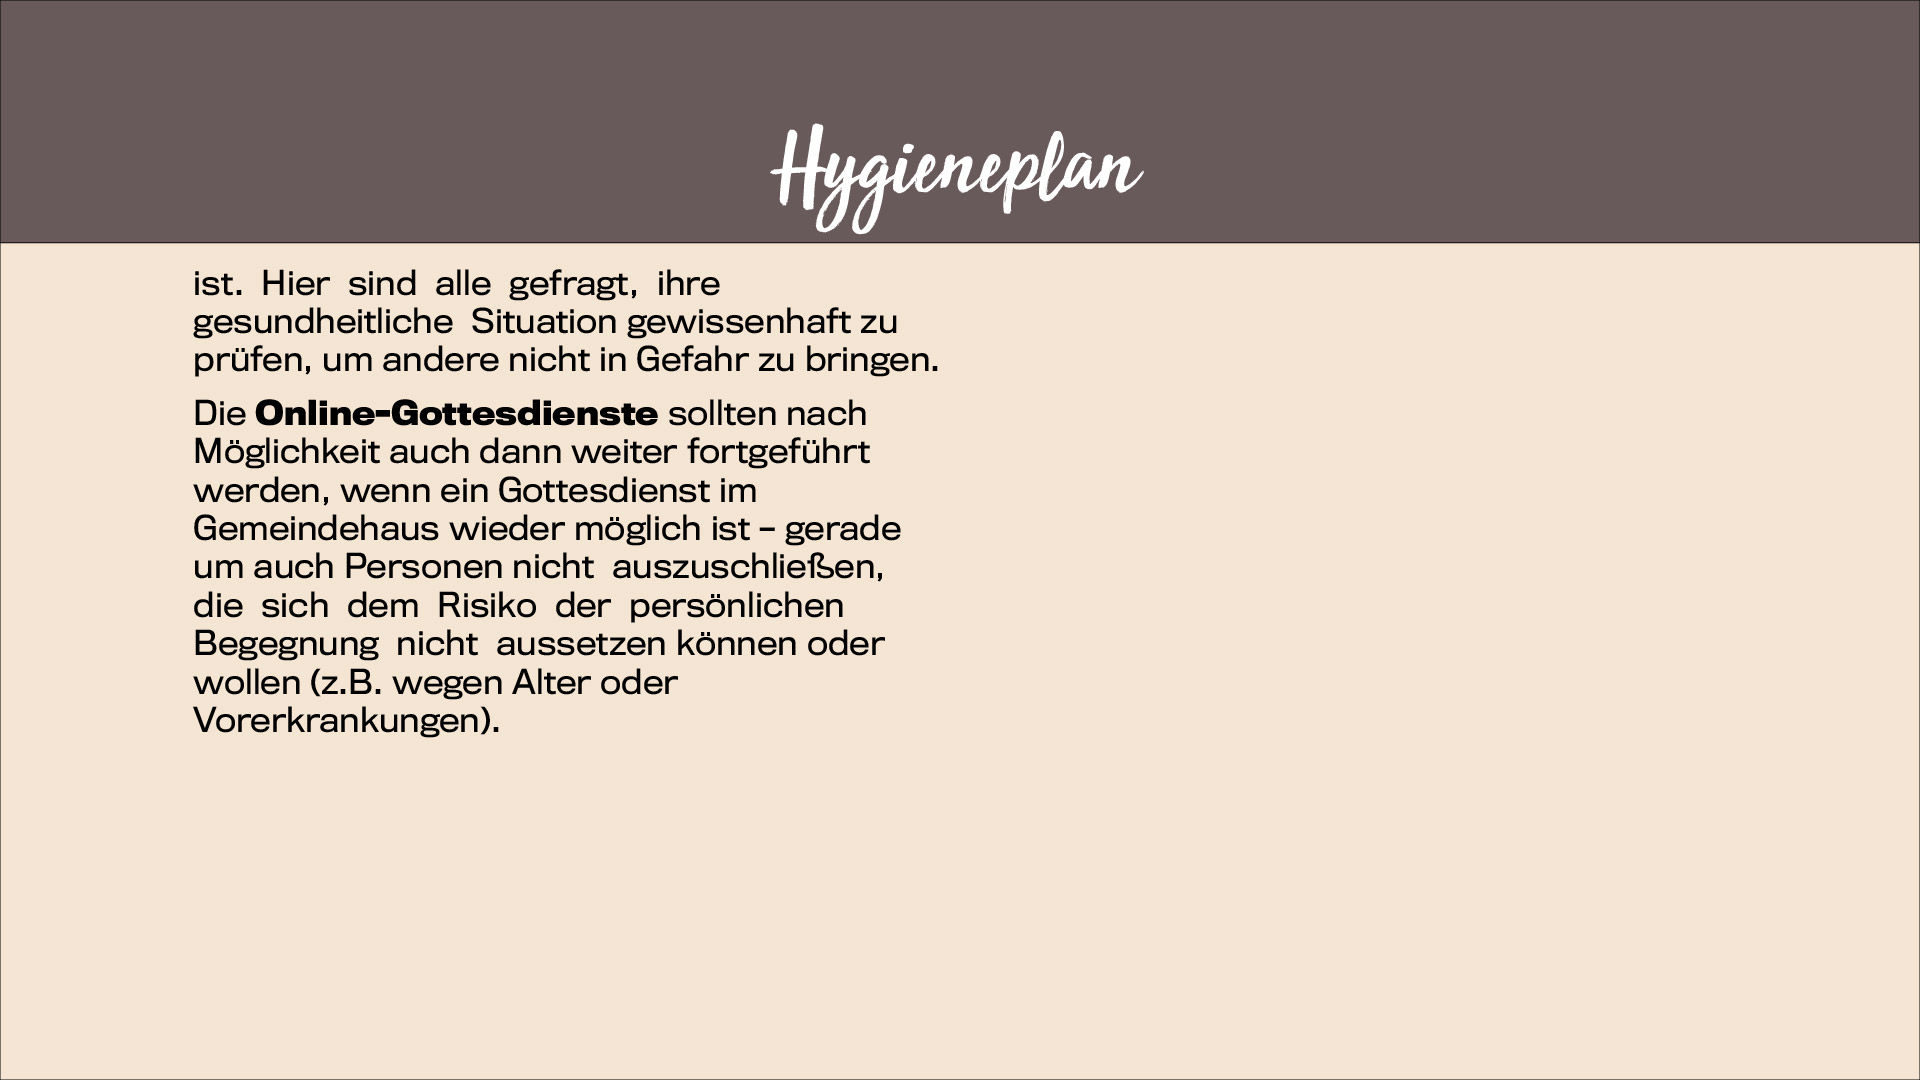 Hygieneplan
ist. Hier sind alle gefragt, ihre
gesundheitliche Situation gewissenhaft zu
prüfen, um andere nicht in Gefahr zu bringen.
Die Online-Gottesdienste sollten nach
Möglichkeit auch dann weiter fortgeführt
werden, wenn ein Gottesdienst im
Gemeindehaus wieder möglich ist – gerade
um auch Personen nicht auszuschließen,
die sich dem Risiko der persönlichen
Begegnung nicht aussetzen können oder
wollen (z.B. wegen Alter oder
Vorerkrankungen).